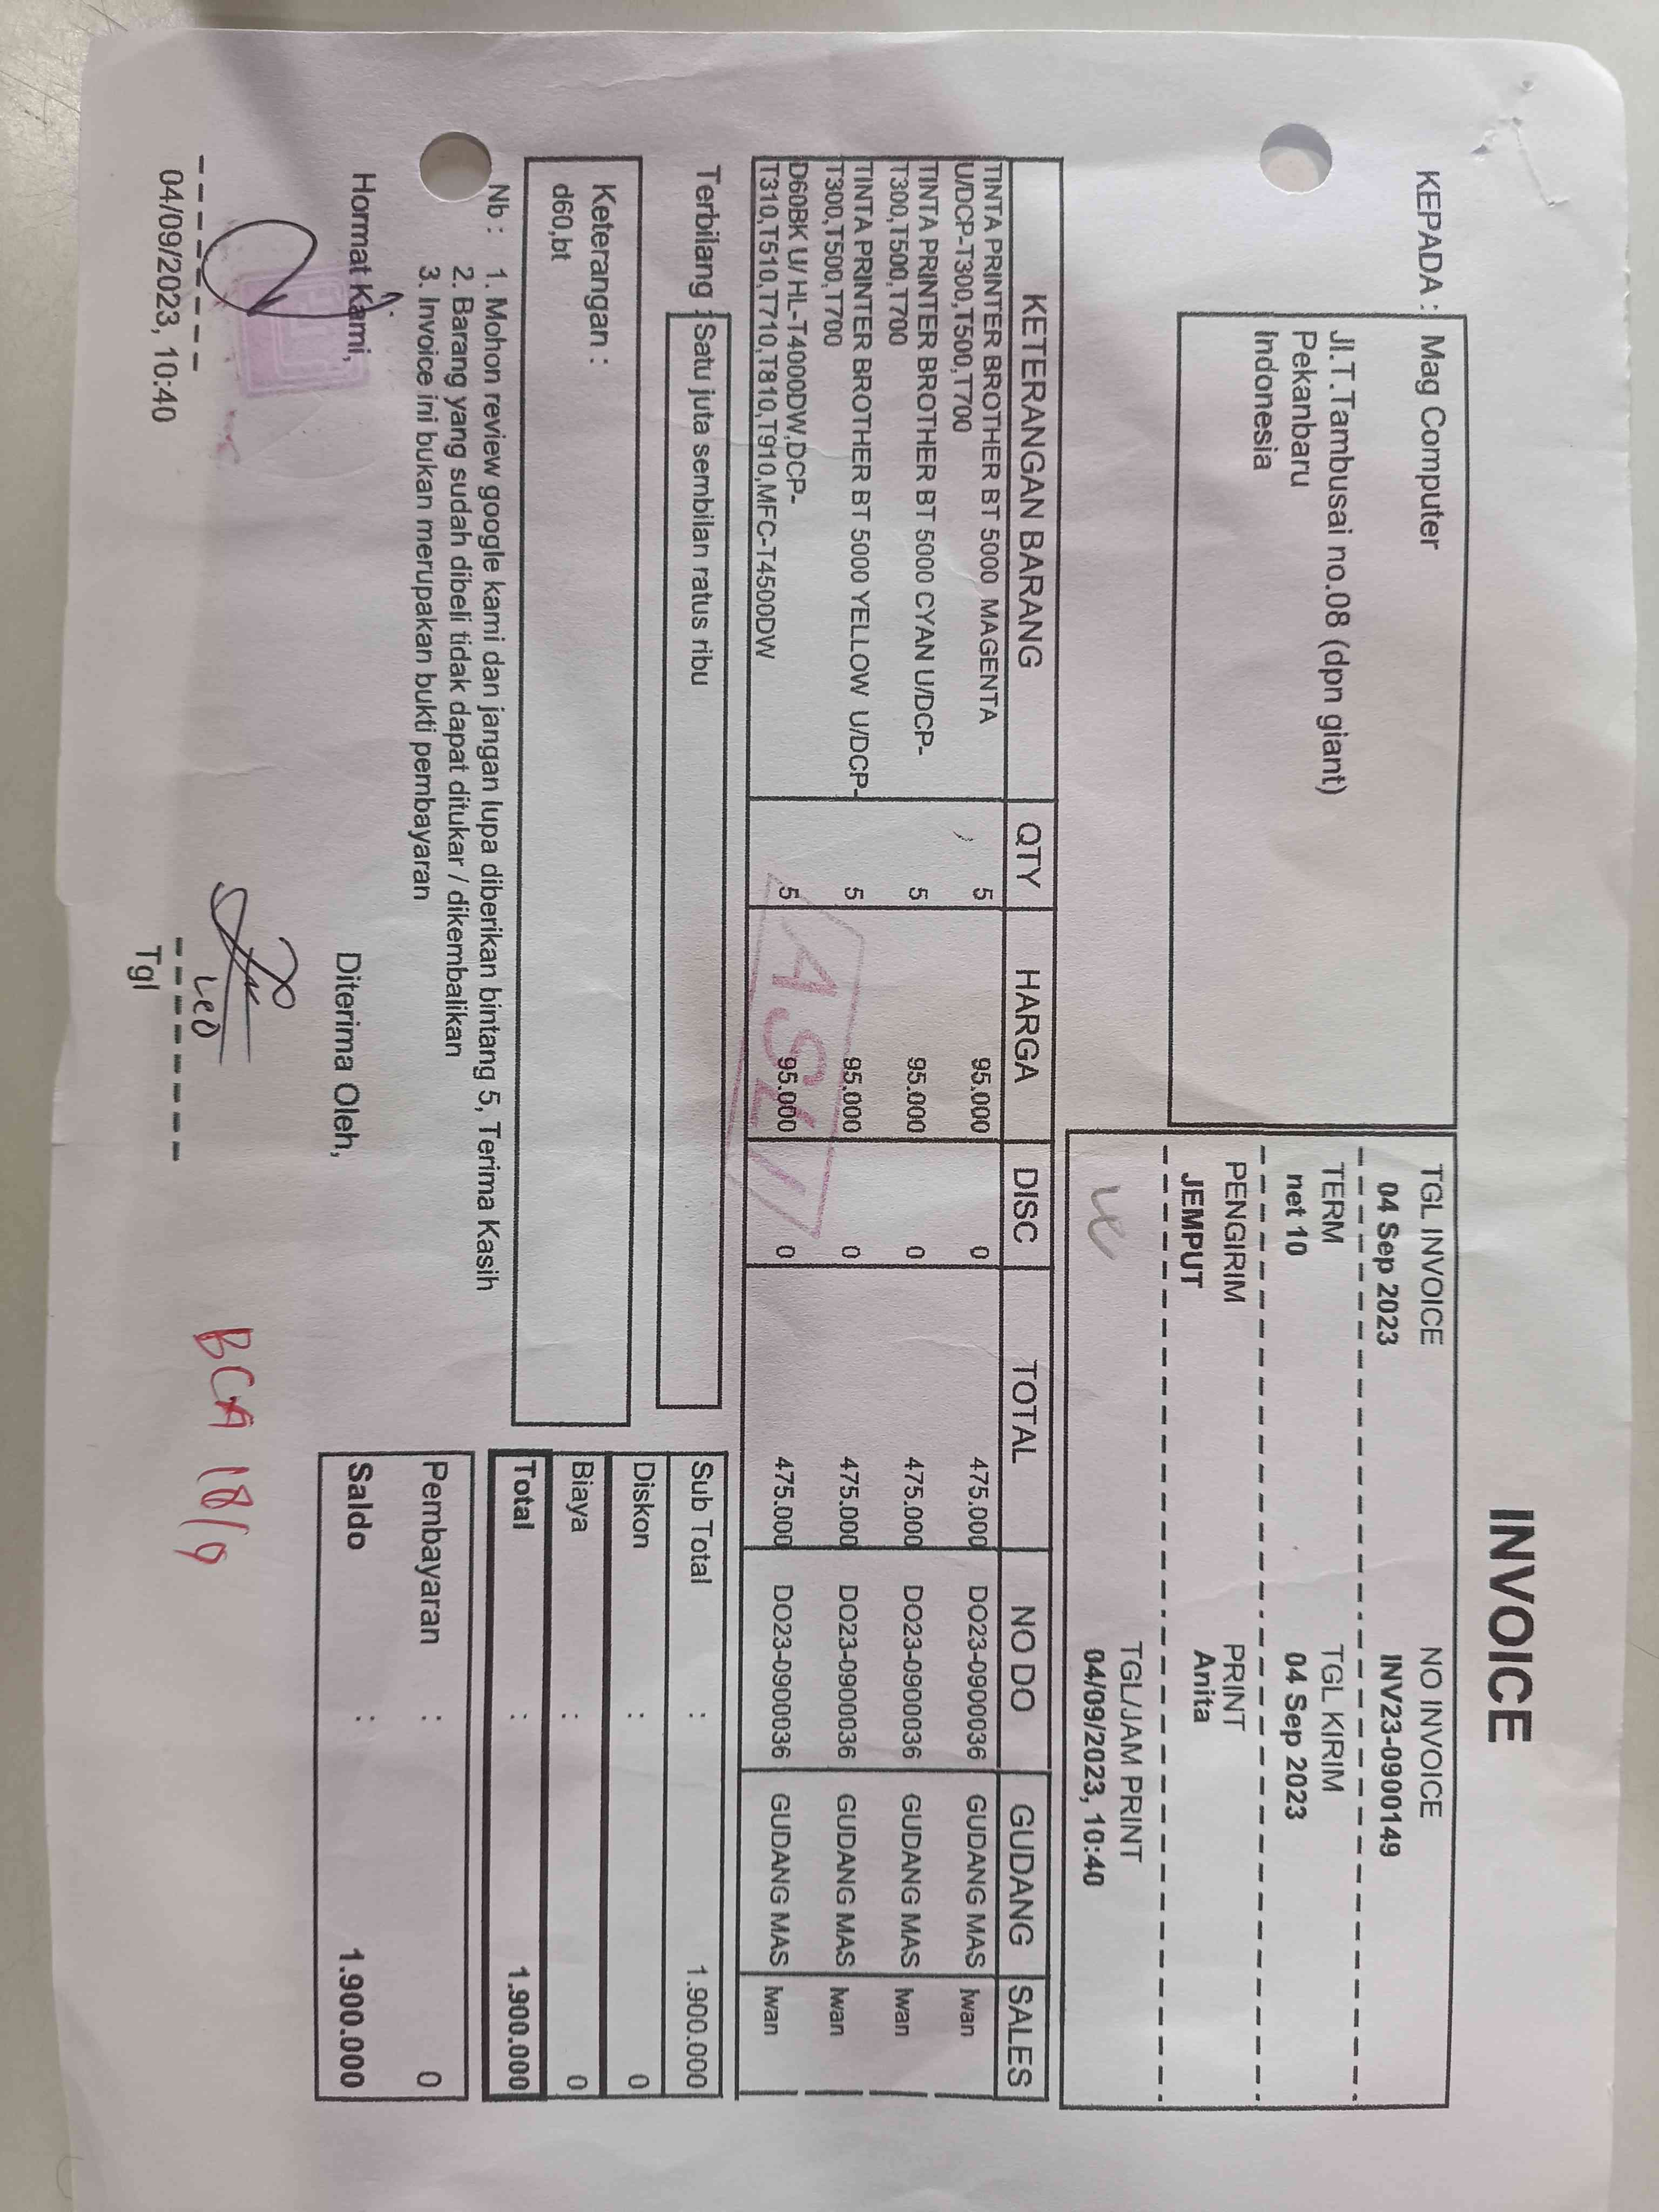 INVOICE
KEPADA : Mag Computer
Jl.T.Tambusai no.08 (dpn giant)
Pekanbaru
Indonesia
TGL INVOICE NO INVOICE
04 Sep 2023 INV23-0900149
TERM TGL KIRIM
net 10 04 Sep 2023
PENGIRIM PRINT
JEMPUT Anita
TGL/JAM PRINT
04/09/2023, 10:40
KETERANGAN BARANG QTY HARGA DISC TOTAL NO DO GUDANG SALES
TINTA PRINTER BROTHER BT 5000 MAGENTA 5 95.000 0 475.000 DO23-0900036 GUDANG MAS Iwan
U/DCP-T300,T500,T700
TINTA PRINTER BROTHER BT 5000 CYAN U/DCP- 5 95.000 0 475.000 DO23-0900036 GUDANG MAS Iwan
T300,T500,T700
TINTA PRINTER BROTHER BT 5000 YELLOW U/DCP- 5 95.000 0 475.000 DO23-0900036 GUDANG MAS Iwan
T300,T500,T700
D60BK U/ HL-T4000DW,DCP- 5 95.000 0 475.000 DO23-0900036 GUDANG MAS Iwan
T310,T510,T710,T810,T910,MFC-T4500DW
ASLI
Terbilang : Satu juta sembilan ratus ribu
Keterangan :
d60,bt
Sub Total : 1.900.000
Diskon : 0
Biaya : 0
Total : 1.900.000
Pembayaran : 0
Saldo : 1.900.000
Nb : 1. Mohon review google kami dan jangan lupa diberikan bintang 5, Terima Kasih
2. Barang yang sudah dibeli tidak dapat ditukar / dikembalikan
3. Invoice ini bukan merupakan bukti pembayaran
Hormat Kami, Diterima Oleh,
Leo
04/09/2023, 10:40 Tgl
BCA 18/9